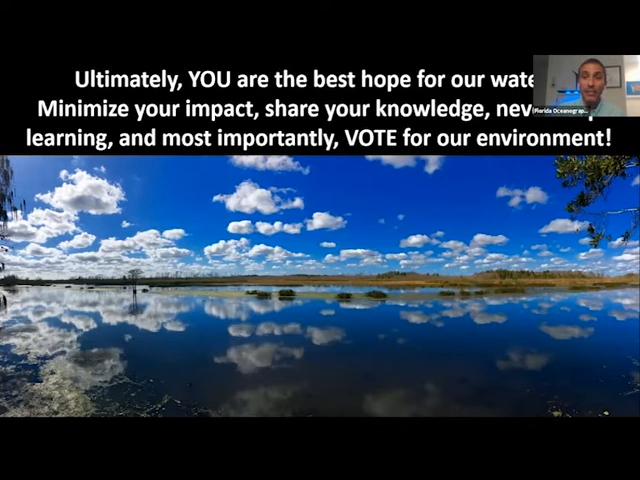 Ultimately, YOU are the best hope for our
Minimize your impact, share your knowledge,
learning, and most importantly, VOTE for our environment!
Florida Oceanograp...